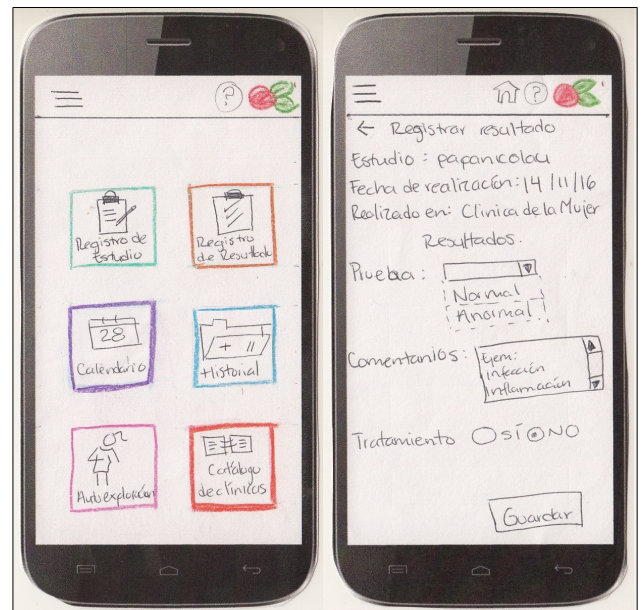 ?
Registro de
Estudio
Registro
de Resultado
28
Calendario
Historial
Autoexploración
Catálogo
de clínicas
?
← Registrar resultado
Estudio : papanicolau
Fecha de realización: 14/11/16
Realizado en: Clinica de la Mujer
Resultados.
Prueba :
Normal
Anormal
Comentarios :
Ejem:
infección
inflamación
Tratamiento SÍ NO
Guardar